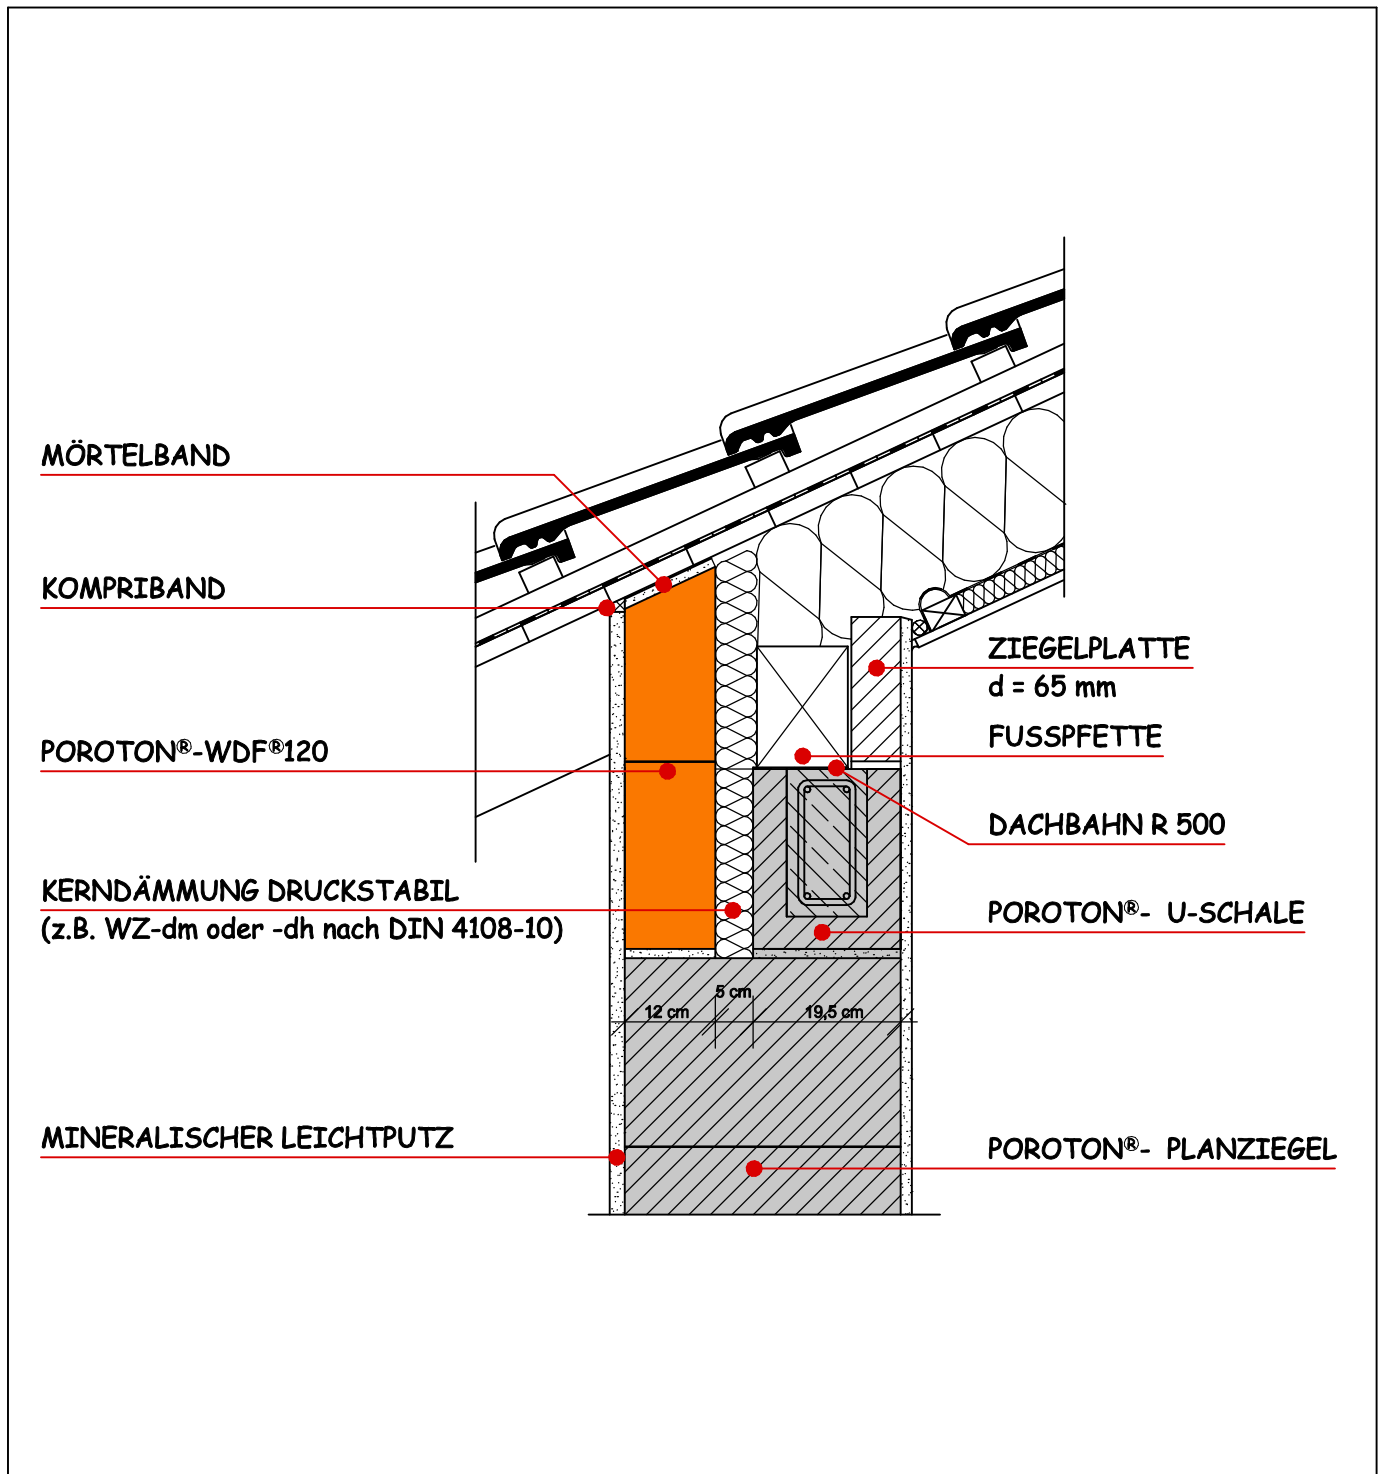 MÖRTELBAND
KOMPRIBAND
ZIEGELPLATTE
d = 65 mm
FUSSPFETTE
POROTON®-WDF®120
DACHBAHN R 500
KERNDÄMMUNG DRUCKSTABIL
(z.B. WZ-dm oder -dh nach DIN 4108-10)
POROTON®- U-SCHALE
5 cm
12 cm
19,5 cm
MINERALISCHER LEICHTPUTZ
POROTON®- PLANZIEGEL